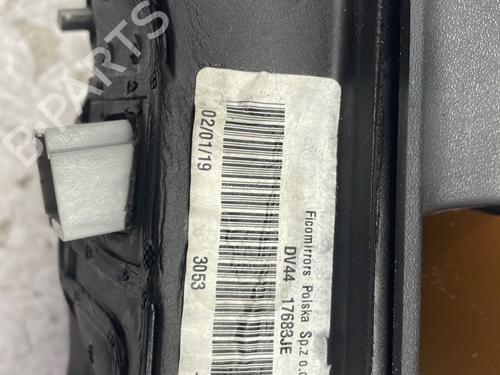 Ficomirrors Polska Sp.z o.o
DV44 17683JE
02/01/19 3053
B-PARTS